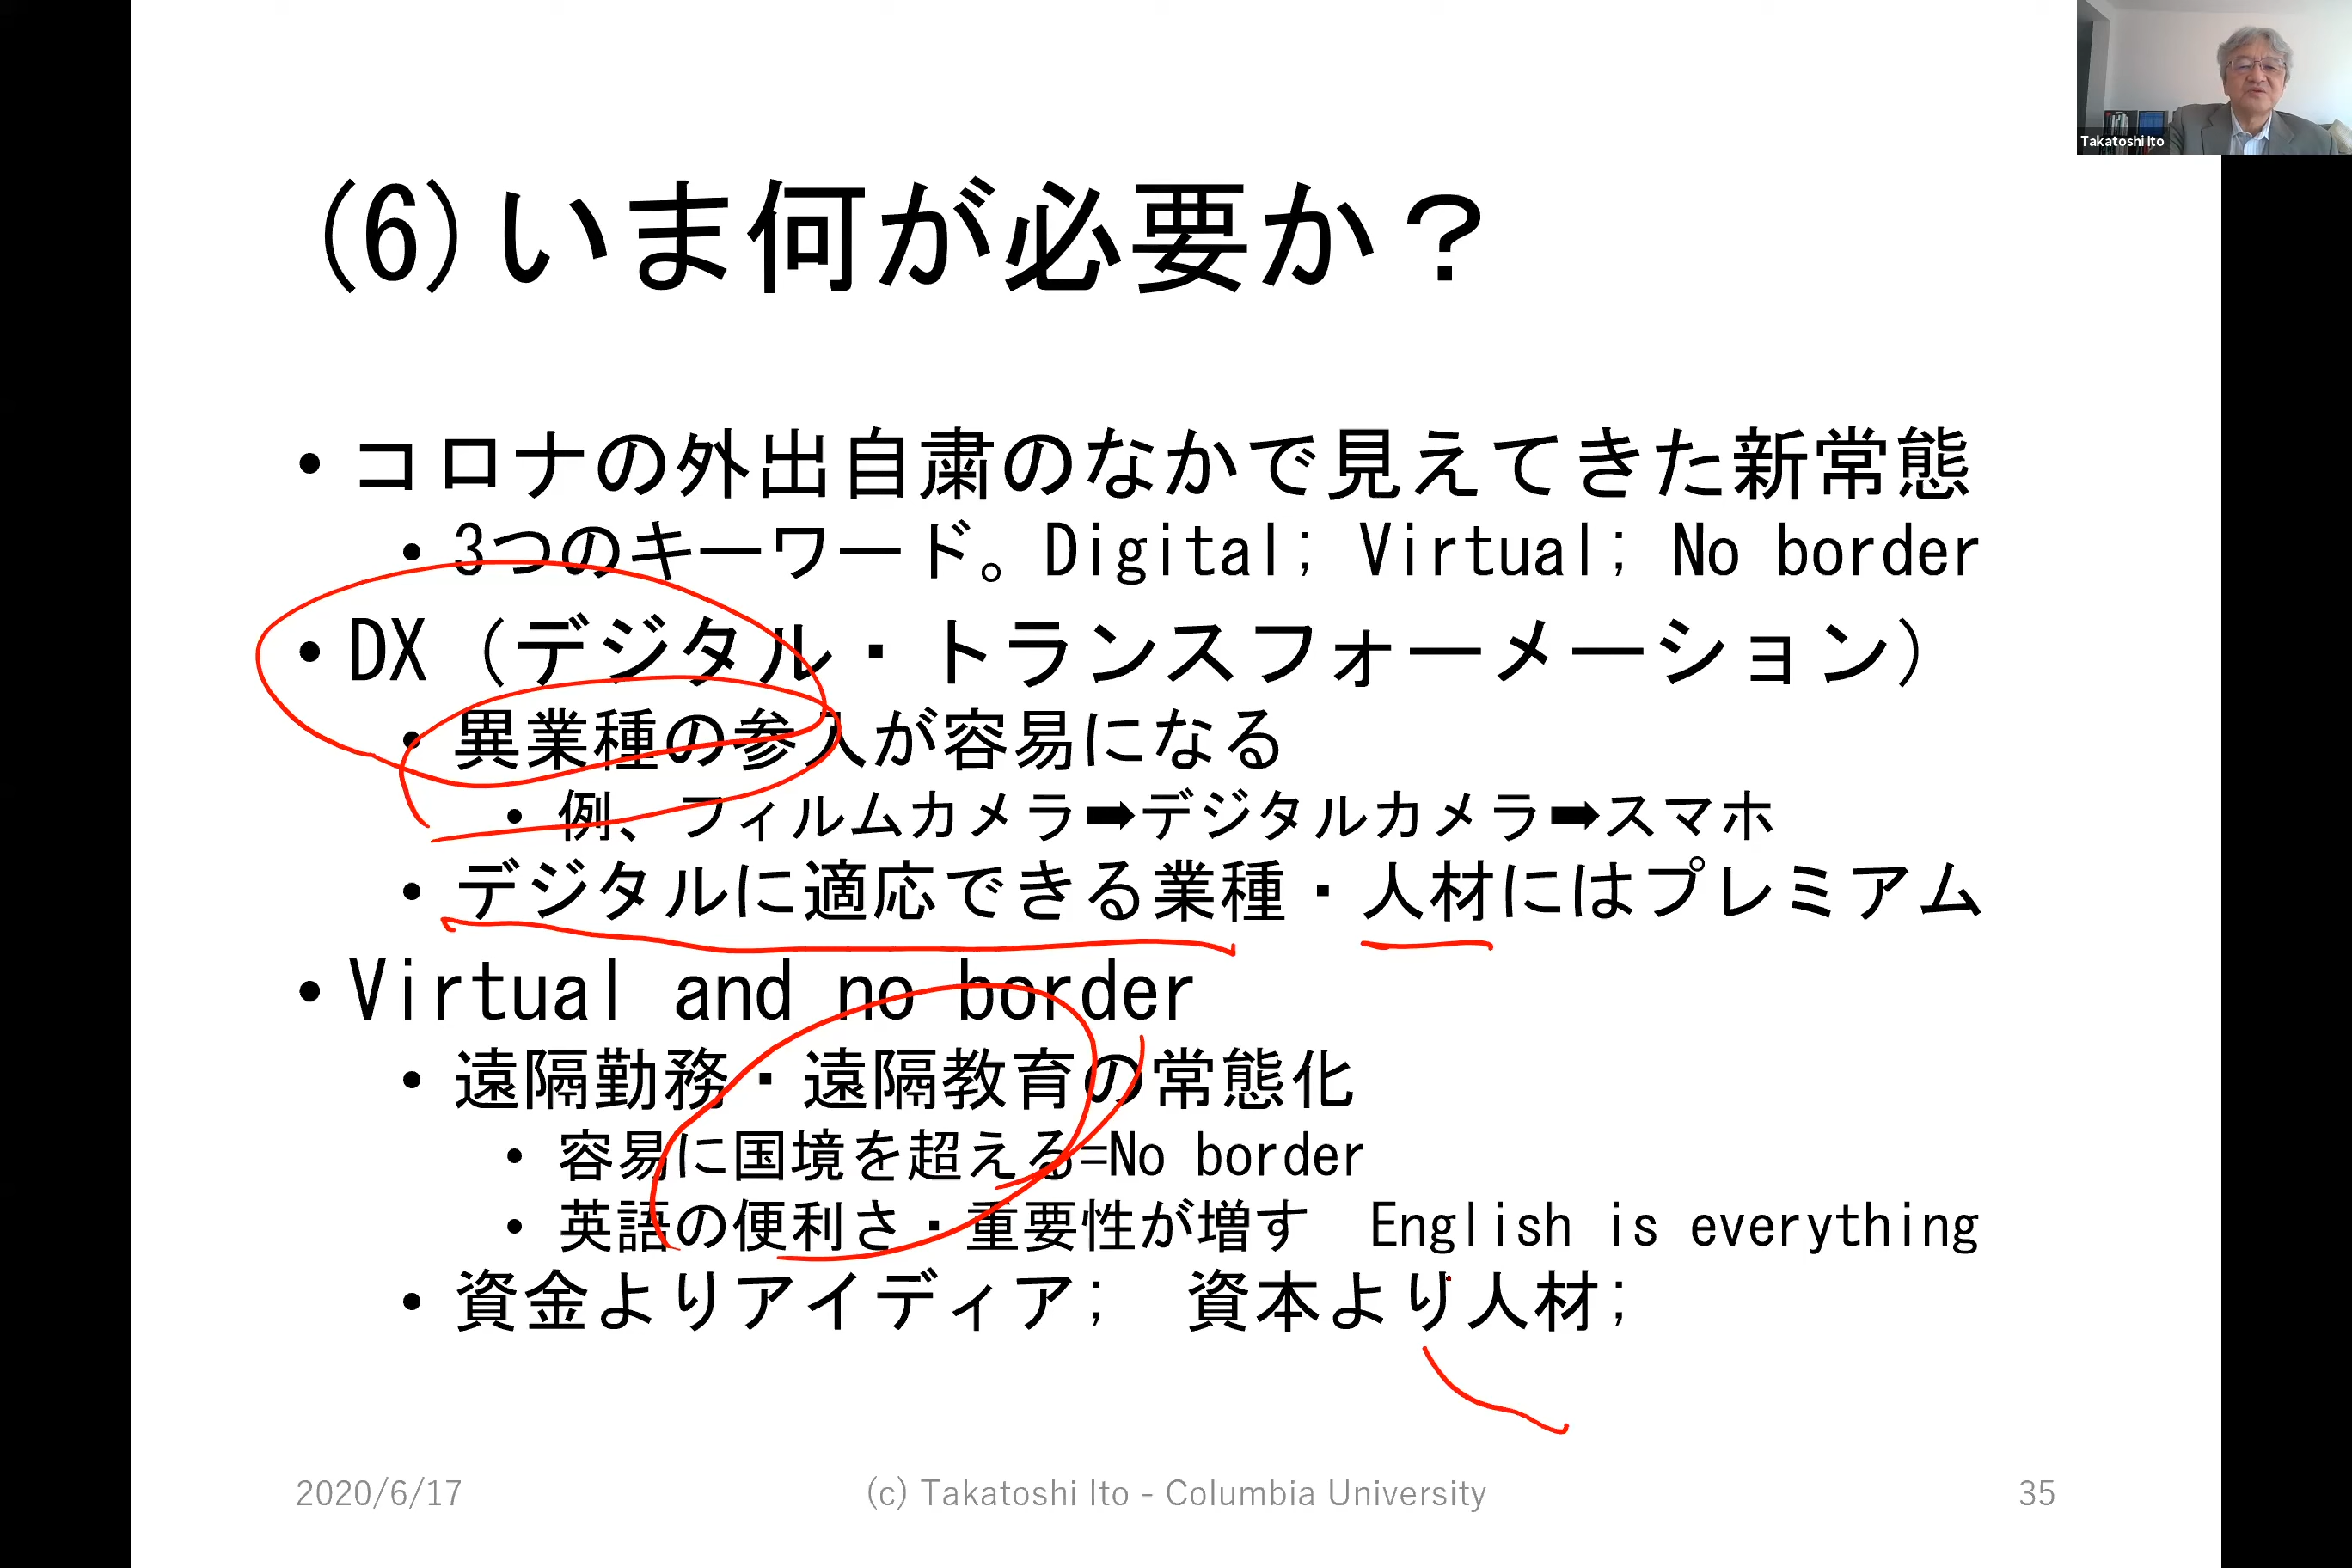 Takatoshi Ito
(6)いま何が必要か？
• コロナの外出自粛のなかで見えてきた新常態
• 3つのキーワード。Digital; Virtual; No border
• DX（デジタル・トランスフォーメーション）
• 異業種の参入が容易になる
• 例、フィルムカメラ➡デジタルカメラ➡スマホ
• デジタルに適応できる業種・人材にはプレミアム
• Virtual and no border
• 遠隔勤務・遠隔教育の常態化
• 容易に国境を超える=No border
• 英語の便利さ・重要性が増す　English is everything
• 資金よりアイディア;　資本より人材;
2020/6/17
(c) Takatoshi Ito - Columbia University
35